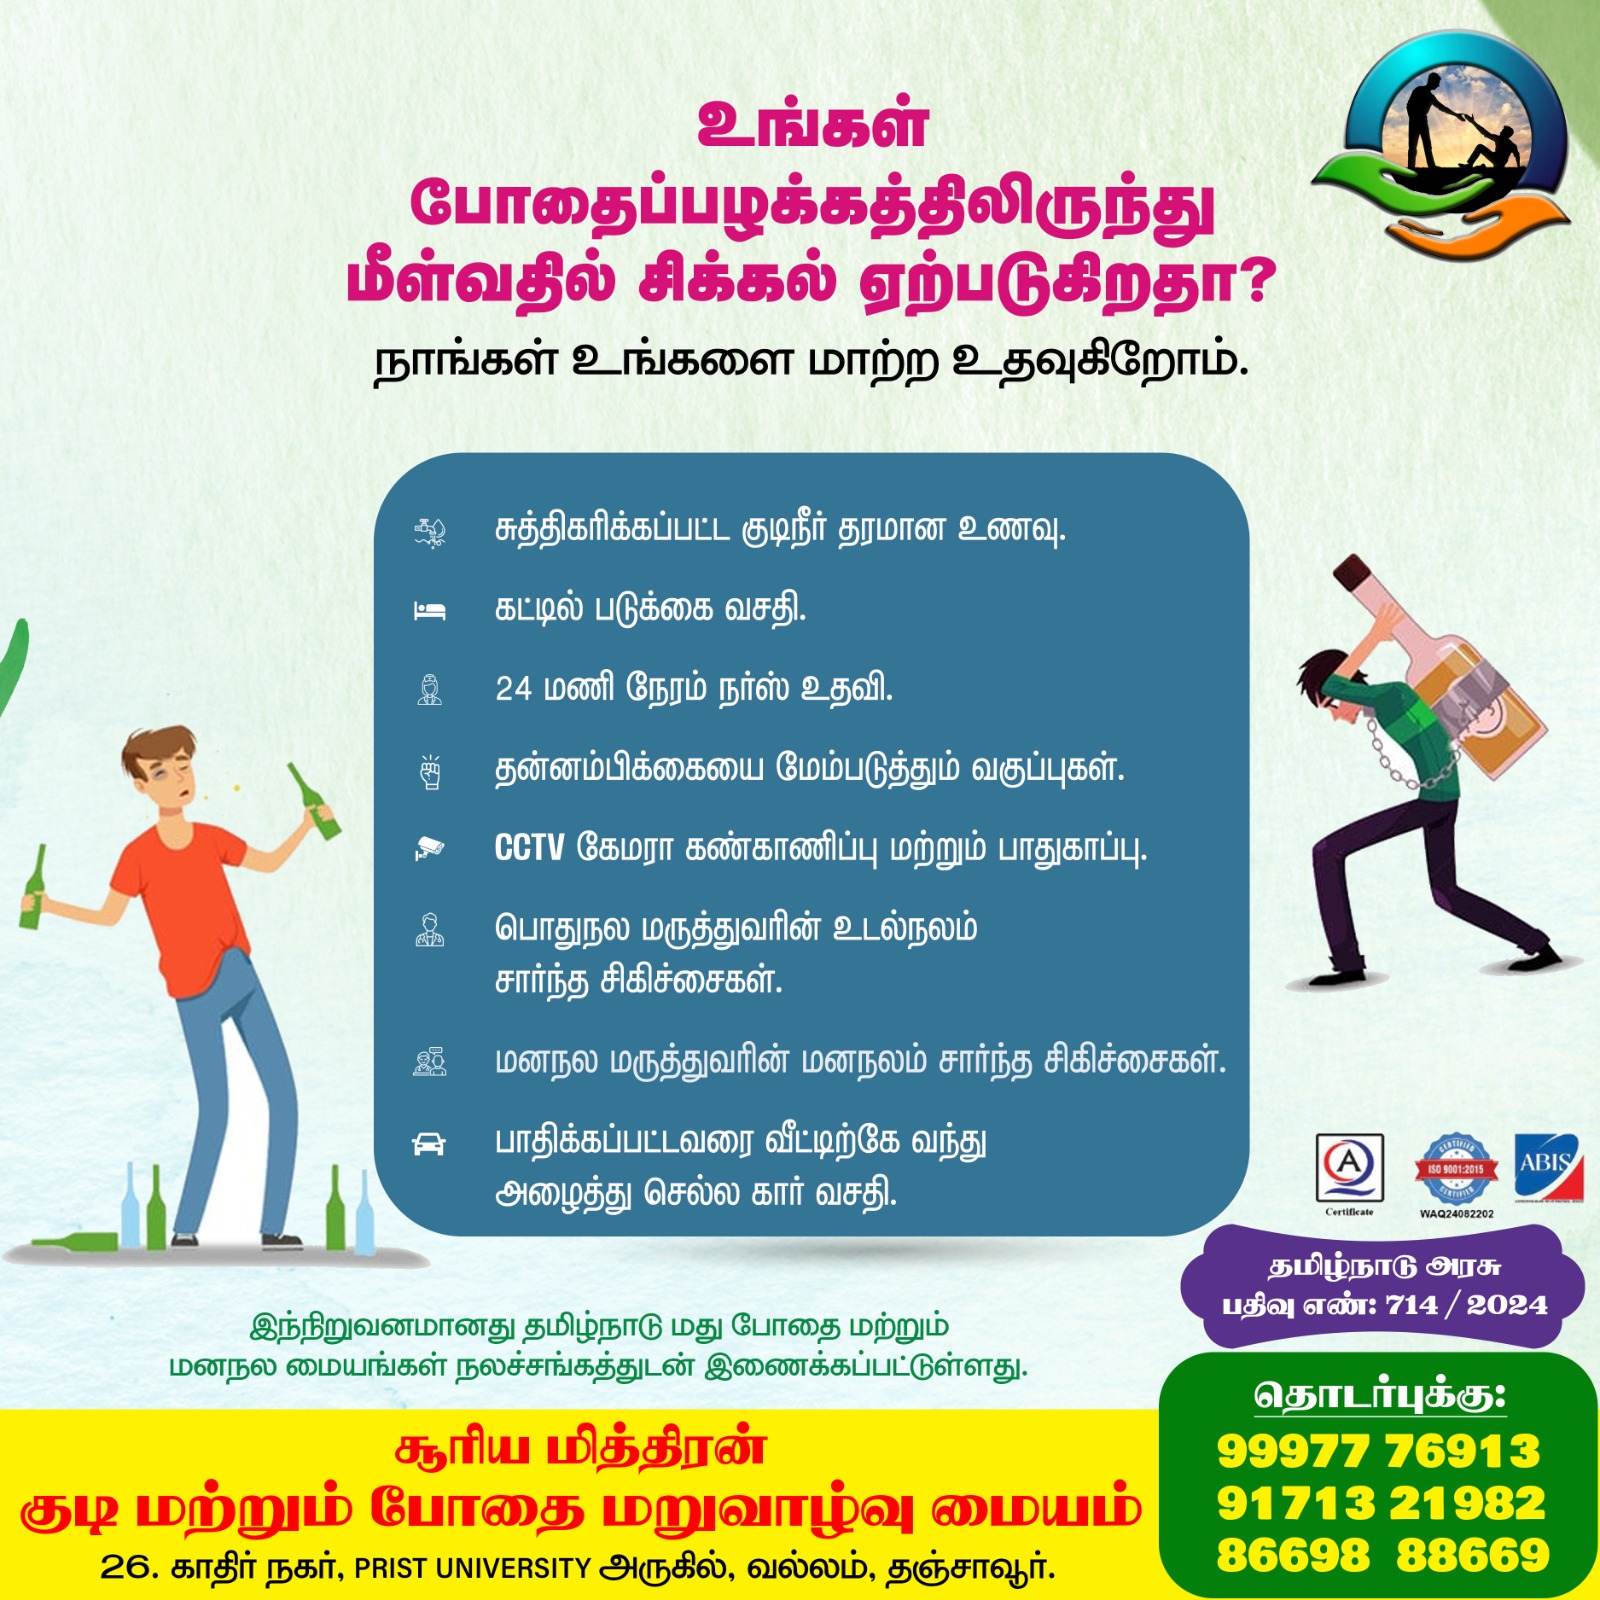 உங்கள்
போதைப்பழக்கத்திலிருந்து
மீள்வதில் சிக்கல் ஏற்படுகிறதா?
நாங்கள் உங்களை மாற்ற உதவுகிறோம்.
சுத்திகரிக்கப்பட்ட குடிநீர் தரமான உணவு.
கட்டில் படுக்கை வசதி.
24 மணி நேரம் நர்ஸ் உதவி.
தன்னம்பிக்கையை மேம்படுத்தும் வகுப்புகள்.
CCTV கேமரா கண்காணிப்பு மற்றும் பாதுகாப்பு.
பொதுநல மருத்துவரின் உடல்நலம்
சார்ந்த சிகிச்சைகள்.
மனநல மருத்துவரின் மனநலம் சார்ந்த சிகிச்சைகள்.
பாதிக்கப்பட்டவரை வீட்டிற்கே வந்து
அழைத்து செல்ல கார் வசதி.
A
Certificate
CERTIFIED
ISO 9001:2015
CERTIFIED
WAQ24082202
ABIS
தமிழ்நாடு அரசு
பதிவு எண்: 714 / 2024
இந்நிறுவனமானது தமிழ்நாடு மது போதை மற்றும்
மனநல மையங்கள் நலச்சங்கத்துடன் இணைக்கப்பட்டுள்ளது.
சூரிய மித்திரன்
குடி மற்றும் போதை மறுவாழ்வு மையம்
26. காதிர் நகர், PRIST UNIVERSITY அருகில், வல்லம், தஞ்சாவூர்.
தொடர்புக்கு:
99977 76913
91713 21982
86698 88669